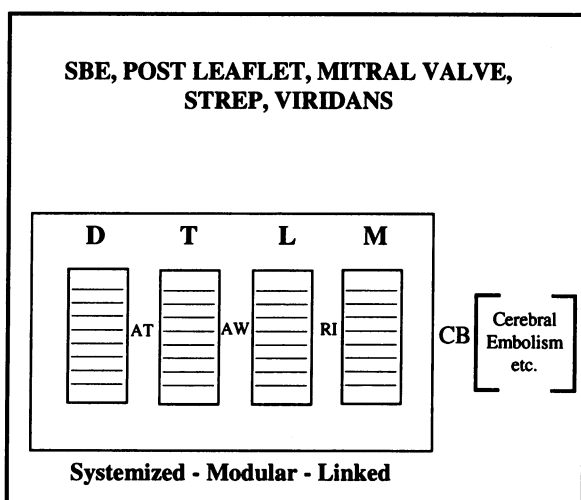 SBE, POST LEAFLET, MITRAL VALVE,
STREP, VIRIDANS
D T L M
AT AW RI CB
Cerebral
Embolism
etc.
Systemized - Modular - Linked